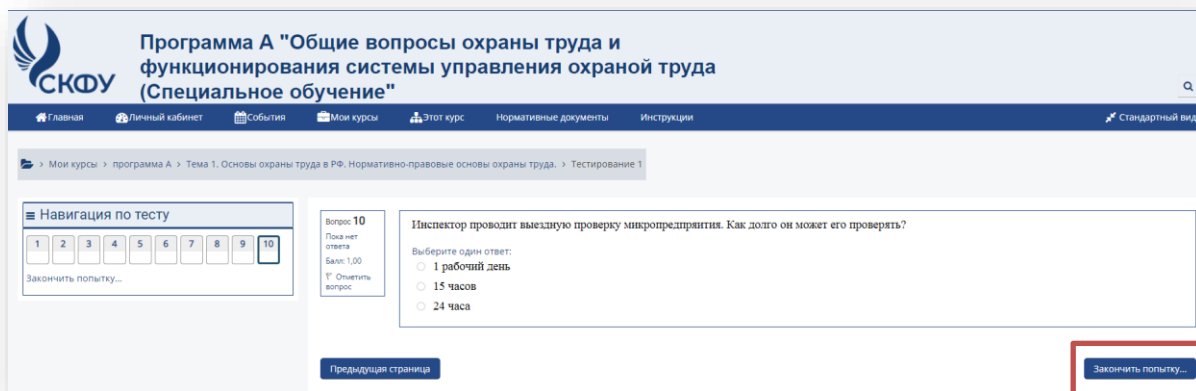 СКФУ
Программа А "Общие вопросы охраны труда и
функционирования системы управления охраной труда
(Специальное обучение"
Главная Личный кабинет События Мои курсы Этот курс Нормативные документы Инструкции Стандартный вид
> Мои курсы > программа А > Тема 1. Основы охраны труда в РФ. Нормативно-правовые основы охраны труда. > Тестирование 1
Навигация по тесту
1 2 3 4 5 6 7 8 9 10
Закончить попытку...
Вопрос 10
Пока нет
ответа
Балл: 1,00
Отметить
вопрос
Инспектор проводит выездную проверку микропредпряития. Как долго он может его проверять?
Выберите один ответ:
1 рабочий день
15 часов
24 часа
Предыдущая страница
Закончить попытку...